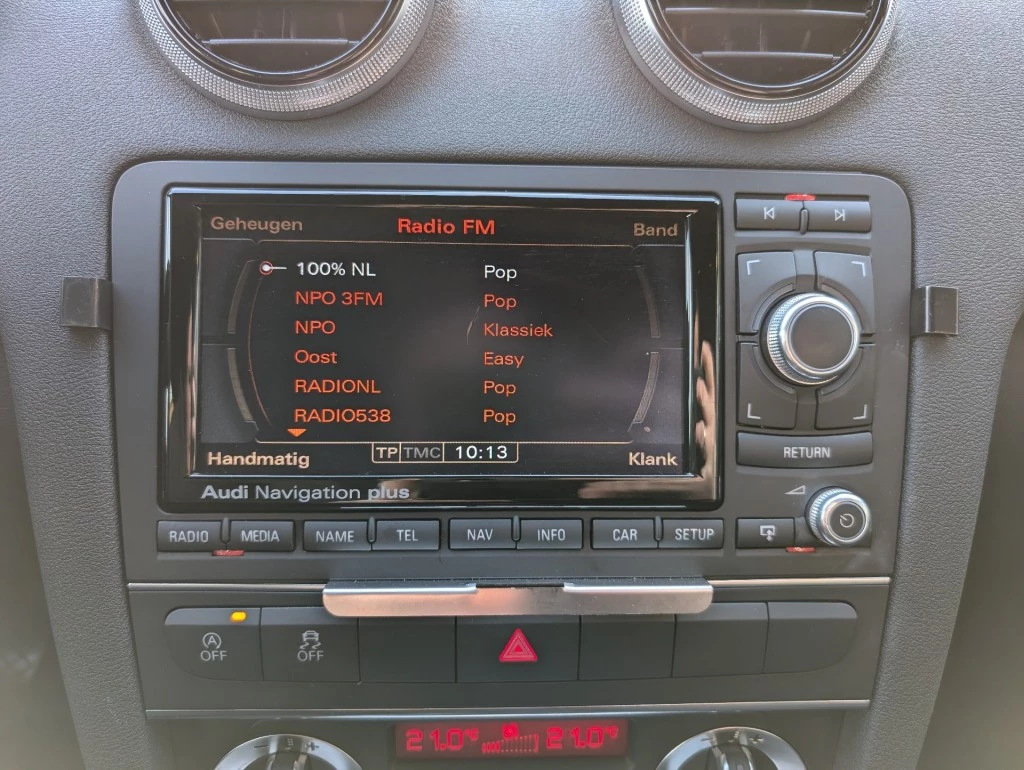 Geheugen Radio FM Band
100% NL Pop
NPO 3FM Pop
NPO Klassiek
Oost Easy
RADIONL Pop
RADIO538 Pop
Handmatig TP TMC 10:13 Klank
Audi Navigation plus
RETURN
RADIO MEDIA NAME TEL NAV INFO CAR SETUP
A
OFF OFF
21.0°C 21.0°C